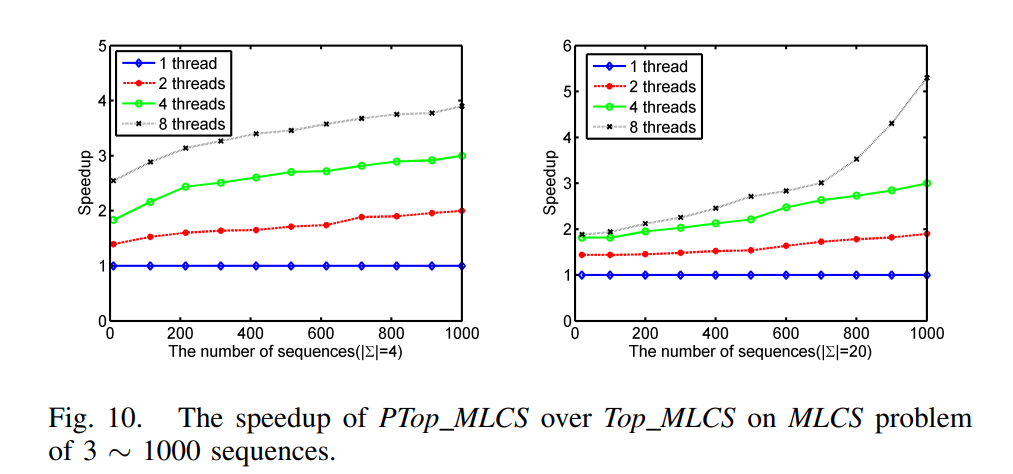 5
4
3
2
1
0
Speedup
1 thread
2 threads
4 threads
8 threads
0 200 400 600 800 1000
The number of sequences(|Σ|=4)
6
5
4
3
2
1
0
Speedup
1 thread
2 threads
4 threads
8 threads
0 200 400 600 800 1000
The number of sequences(|Σ|=20)
Fig. 10. The speedup of PTop_MLCS over Top_MLCS on MLCS problem
of 3 ∼ 1000 sequences.